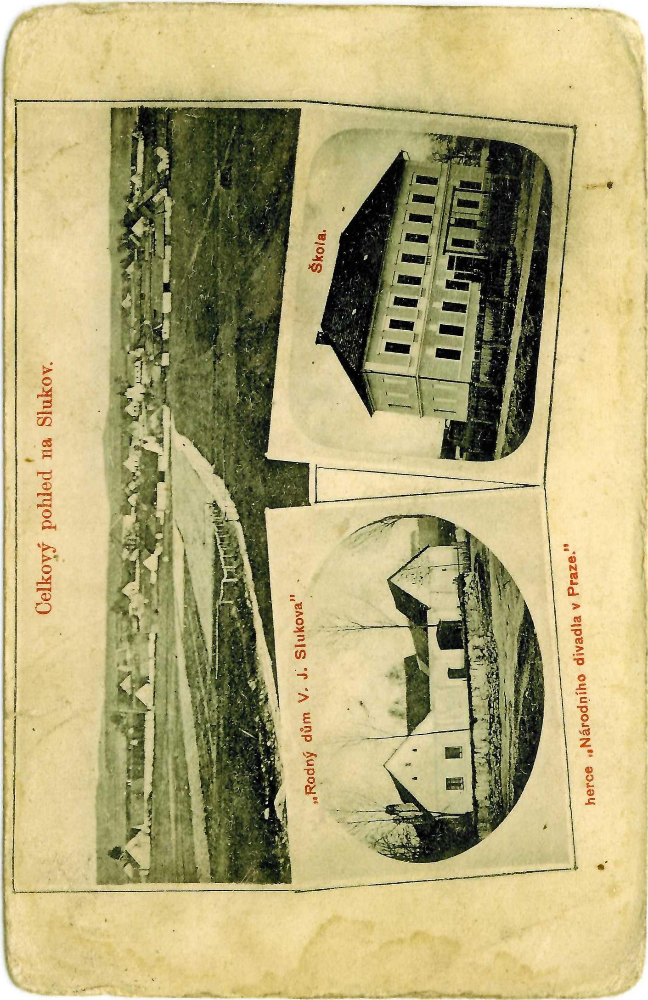 Celkový pohled na Slukov.
„Rodný dům V. J. Slukova”
Škola.
herce „Národního divadla v Praze.”